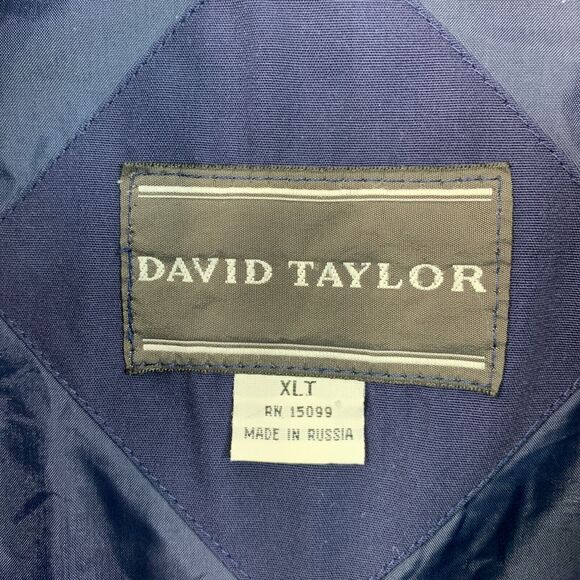 DAVID TAYLOR
XLT
RN 15099
MADE IN RUSSIA